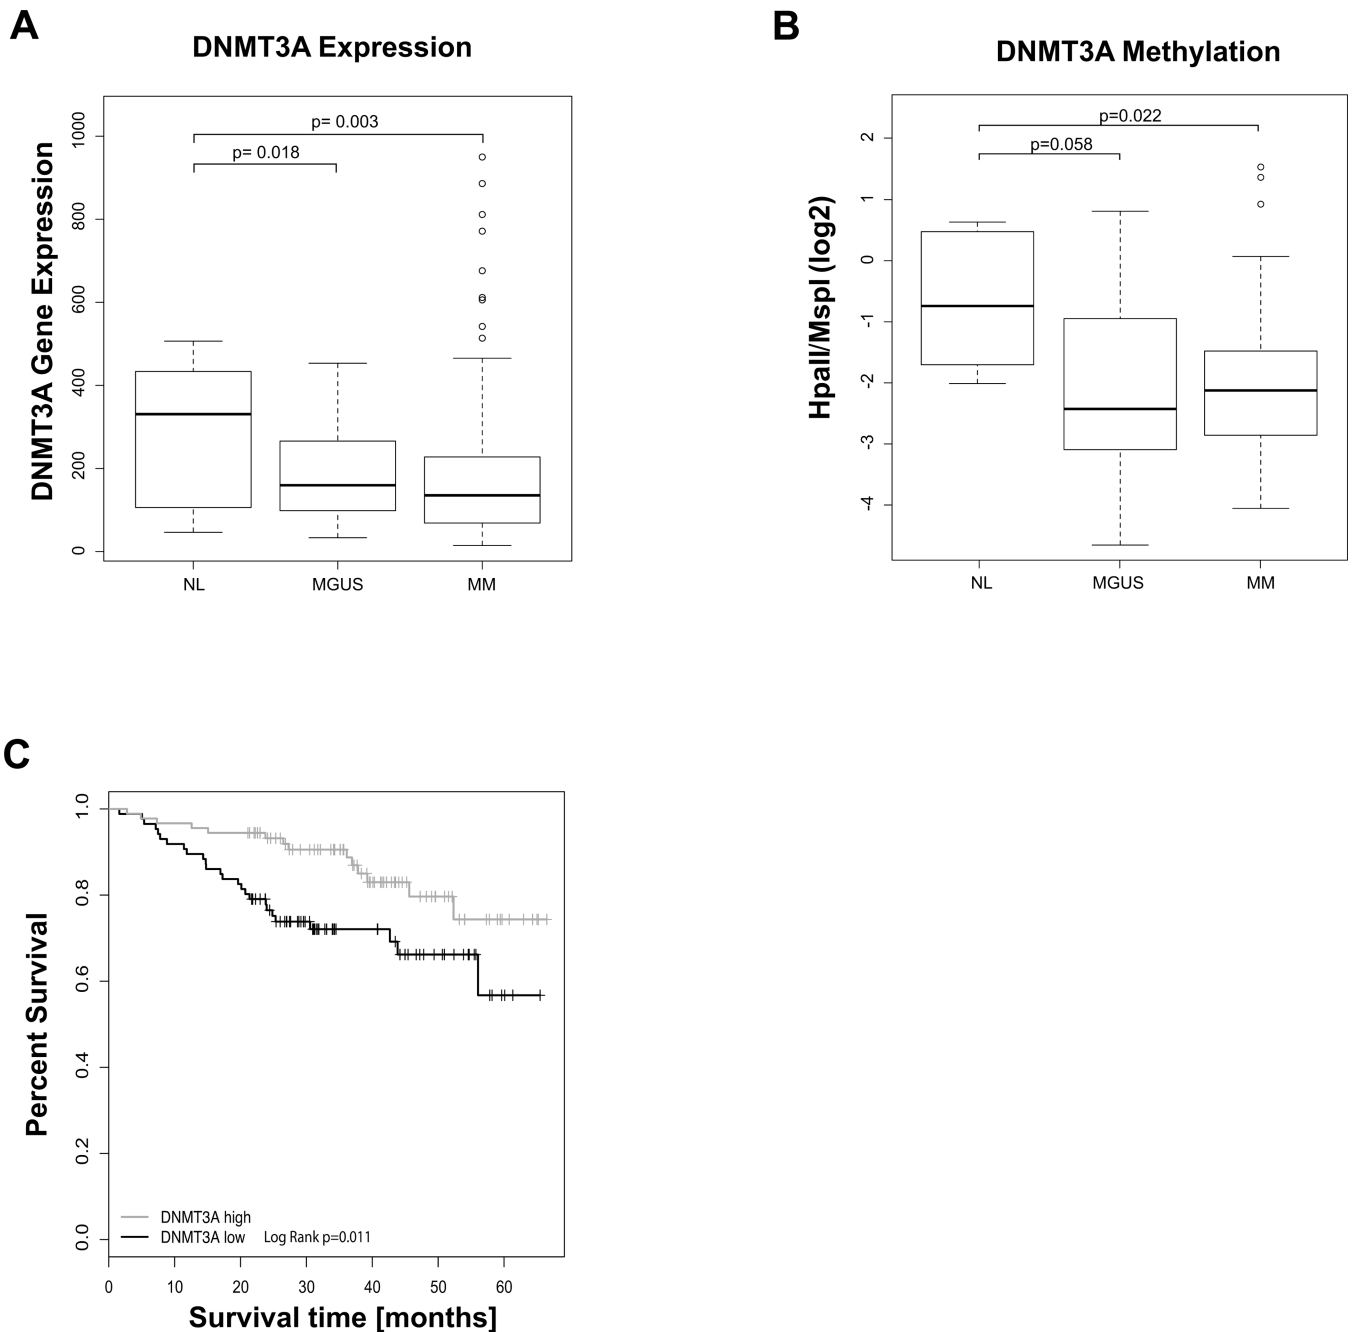 A
DNMT3A Expression
DNMT3A Gene Expression
1000
800
600
400
200
0
p= 0.003
p= 0.018
NL
MGUS
MM
B
DNMT3A Methylation
HpaII/MspI (log2)
2
1
0
-1
-2
-3
-4
p=0.022
p=0.058
NL
MGUS
MM
C
Percent Survival
1.0
0.8
0.6
0.4
0.2
0.0
DNMT3A high
DNMT3A low Log Rank p=0.011
0 10 20 30 40 50 60
Survival time [months]